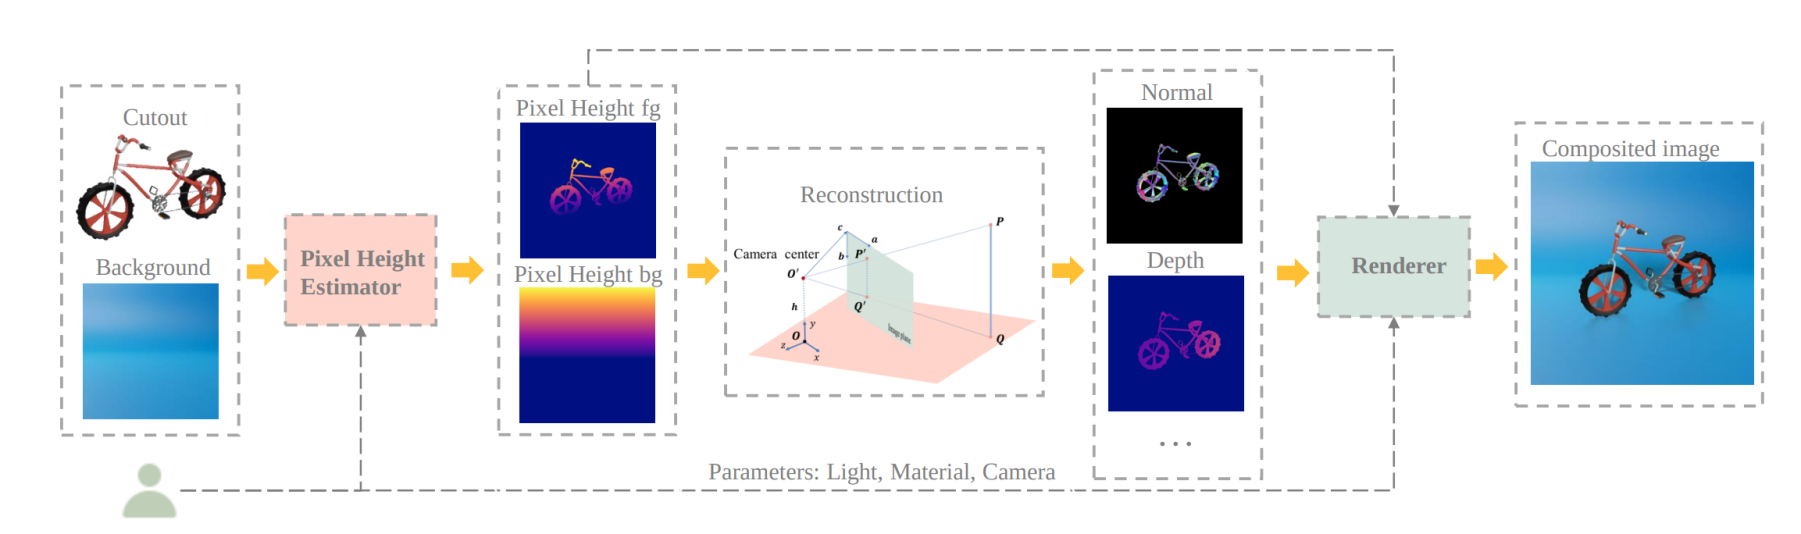 Cutout
Background
Pixel Height
Estimator
Pixel Height fg
Pixel Height bg
Reconstruction
Camera center
c
a
b
P'
P
O'
Q'
h
y
O
z
x
Image plane
Q
Normal
Depth
...
Renderer
Composited image
Parameters: Light, Material, Camera